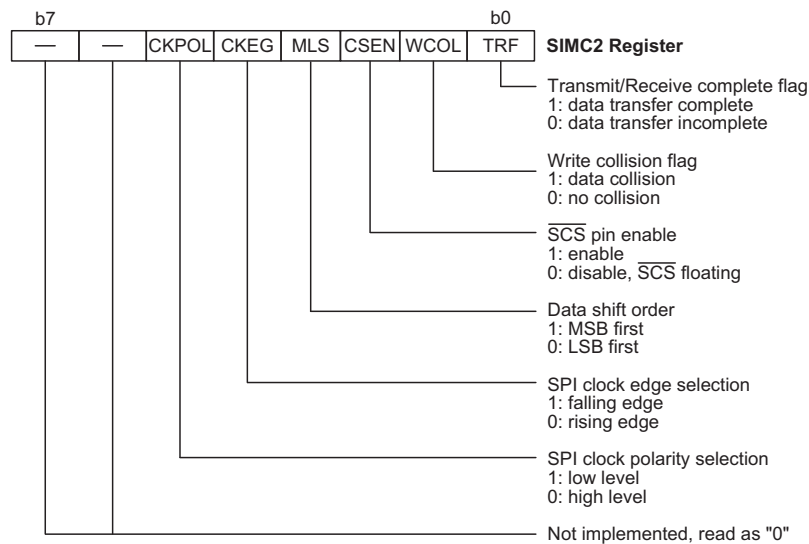 b7 b0
— — CKPOL CKEG MLS CSEN WCOL TRF SIMC2 Register
Transmit/Receive complete flag
1: data transfer complete
0: data transfer incomplete
Write collision flag
1: data collision
0: no collision
S̅C̅S̅ pin enable
1: enable
0: disable, S̅C̅S̅ floating
Data shift order
1: MSB first
0: LSB first
SPI clock edge selection
1: falling edge
0: rising edge
SPI clock polarity selection
1: low level
0: high level
Not implemented, read as "0"